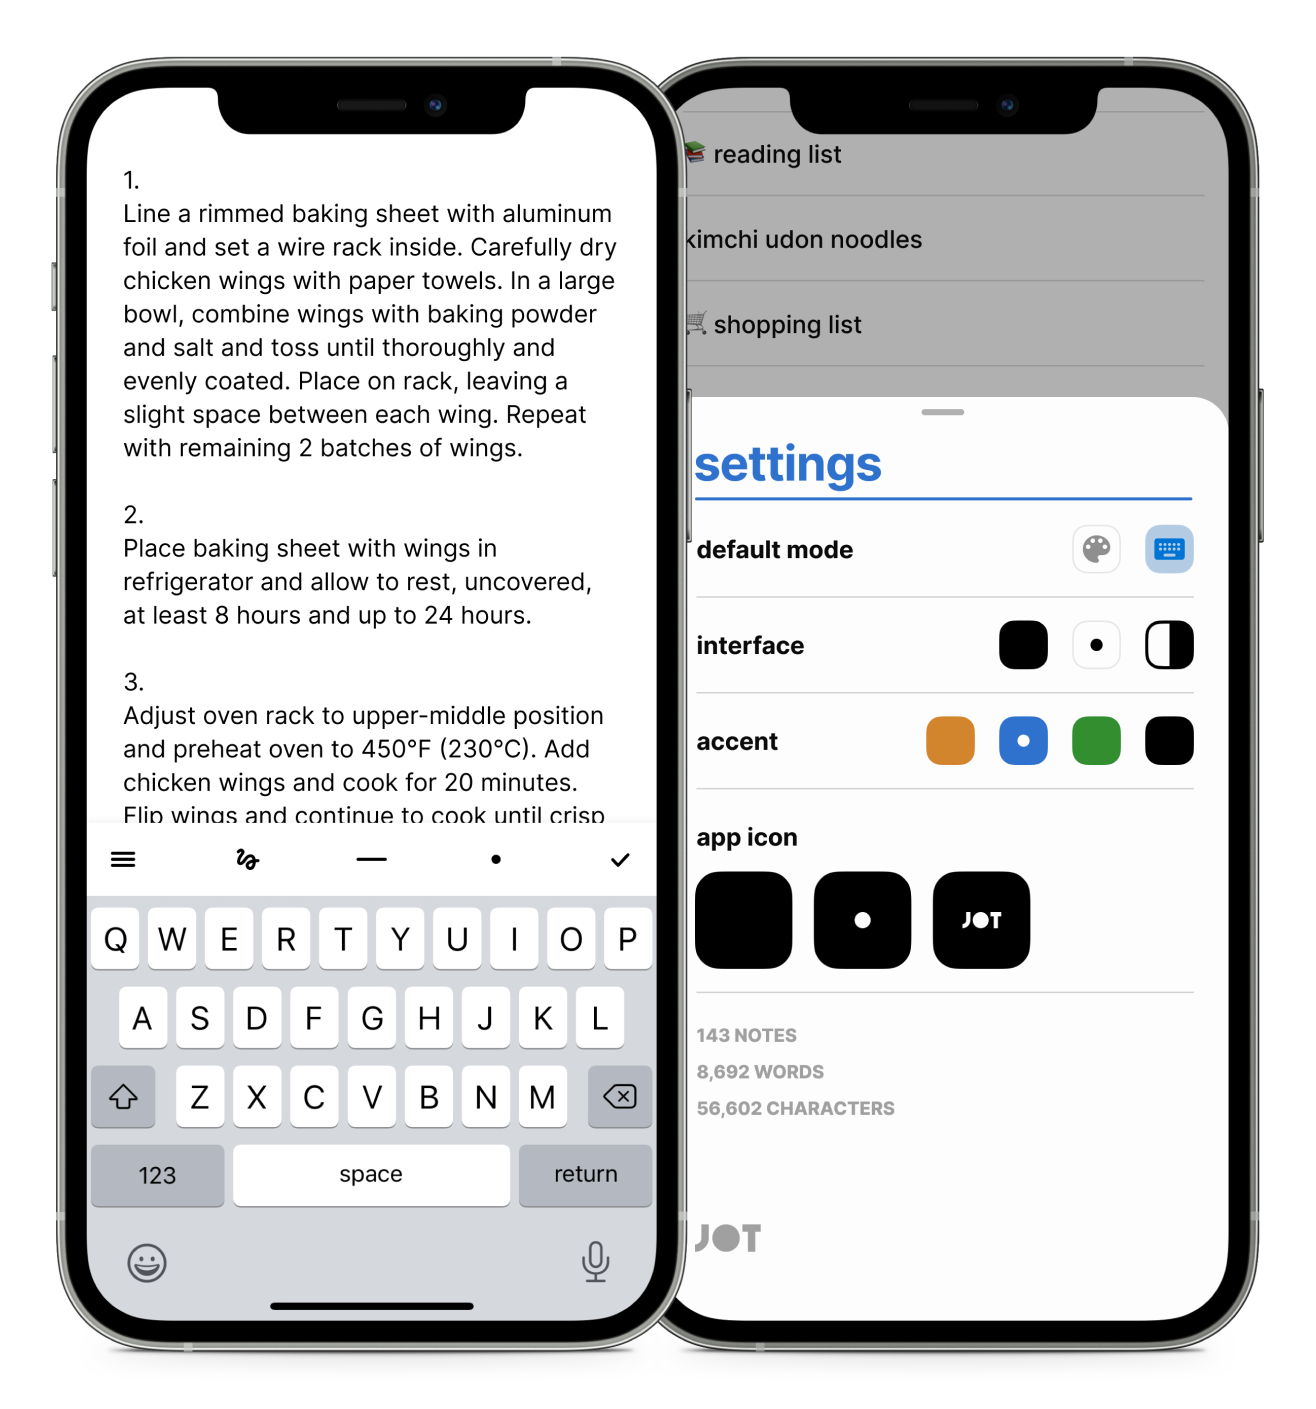 1.
Line a rimmed baking sheet with aluminum
foil and set a wire rack inside. Carefully dry
chicken wings with paper towels. In a large
bowl, combine wings with baking powder
and salt and toss until thoroughly and
evenly coated. Place on rack, leaving a
slight space between each wing. Repeat
with remaining 2 batches of wings.
2.
Place baking sheet with wings in
refrigerator and allow to rest, uncovered,
at least 8 hours and up to 24 hours.
3.
Adjust oven rack to upper-middle position
and preheat oven to 450°F (230°C). Add
chicken wings and cook for 20 minutes.
Flip wings and continue to cook until crisp
Q W E R T Y U I O P
A S D F G H J K L
Z X C V B N M
123 space return
reading list
kimchi udon noodles
shopping list
settings
default mode
interface
accent
app icon
JOT
143 NOTES
8,692 WORDS
56,602 CHARACTERS
JOT